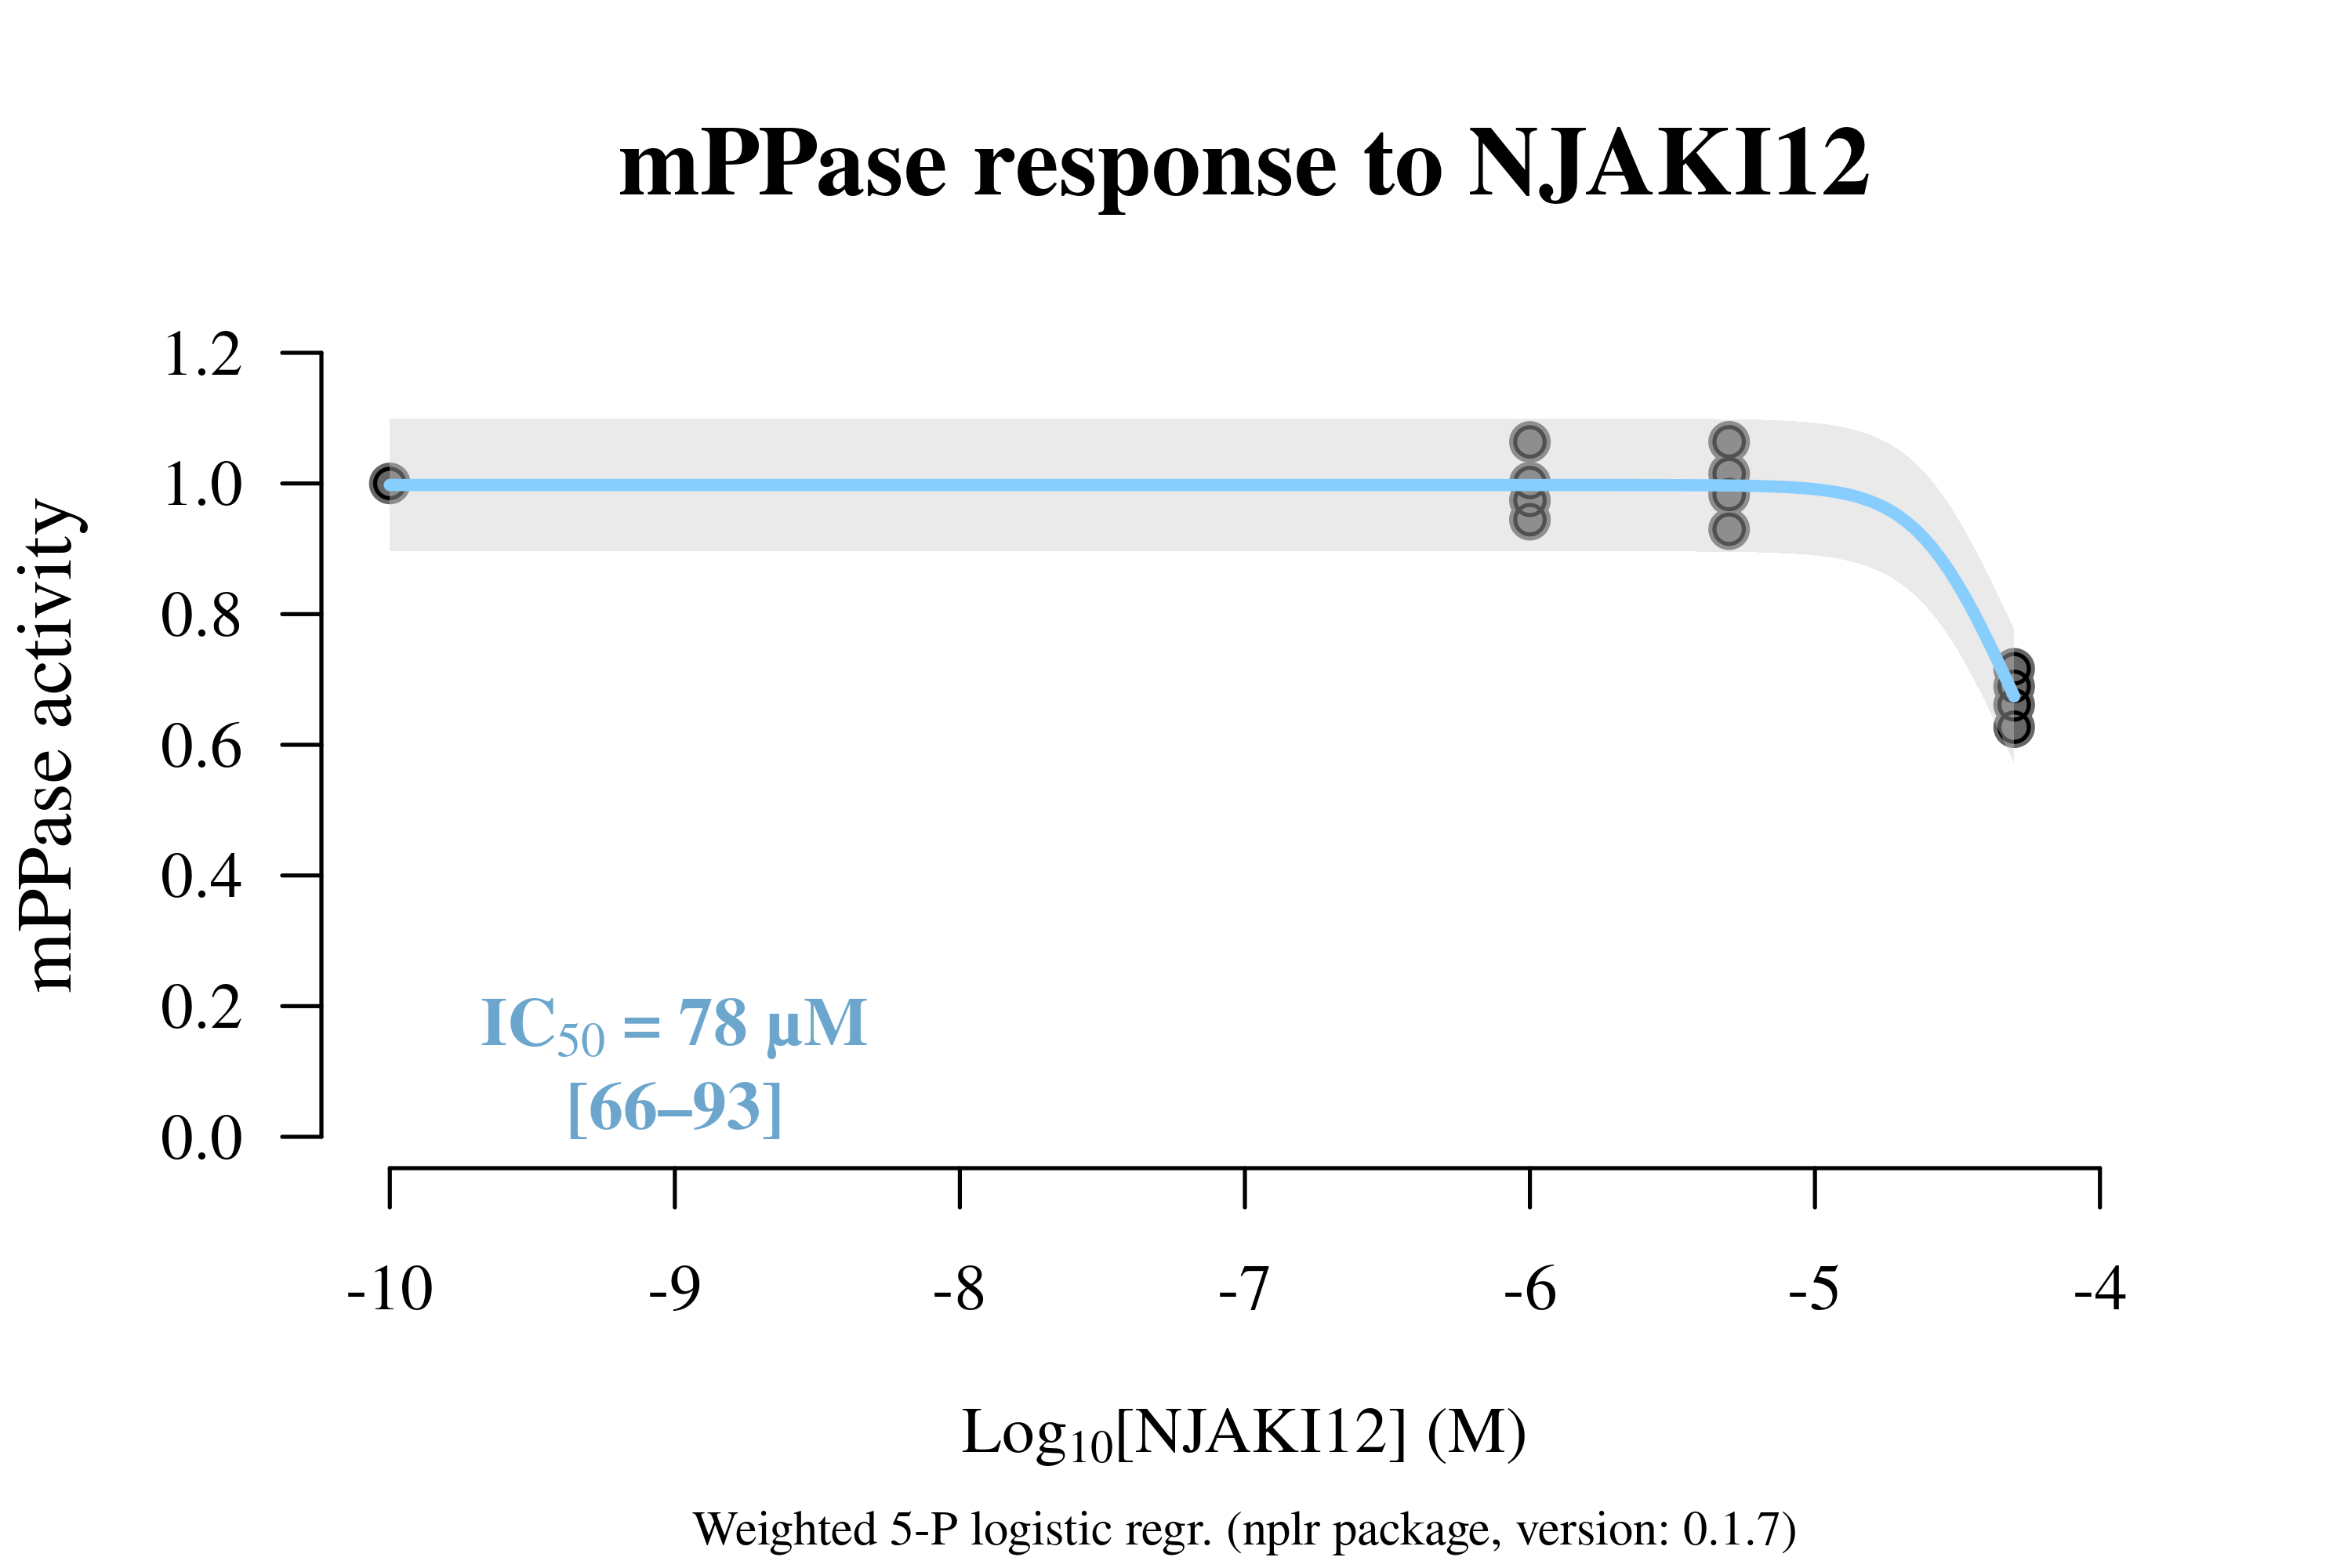 mPPase response to NJAKI12
mPPase activity
1.2
1.0
0.8
0.6
0.4
0.2
0.0
IC50 = 78 µM
[66–93]
-10 -9 -8 -7 -6 -5 -4
Log10[NJAKI12] (M)
Weighted 5-P logistic regr. (nplr package, version: 0.1.7)